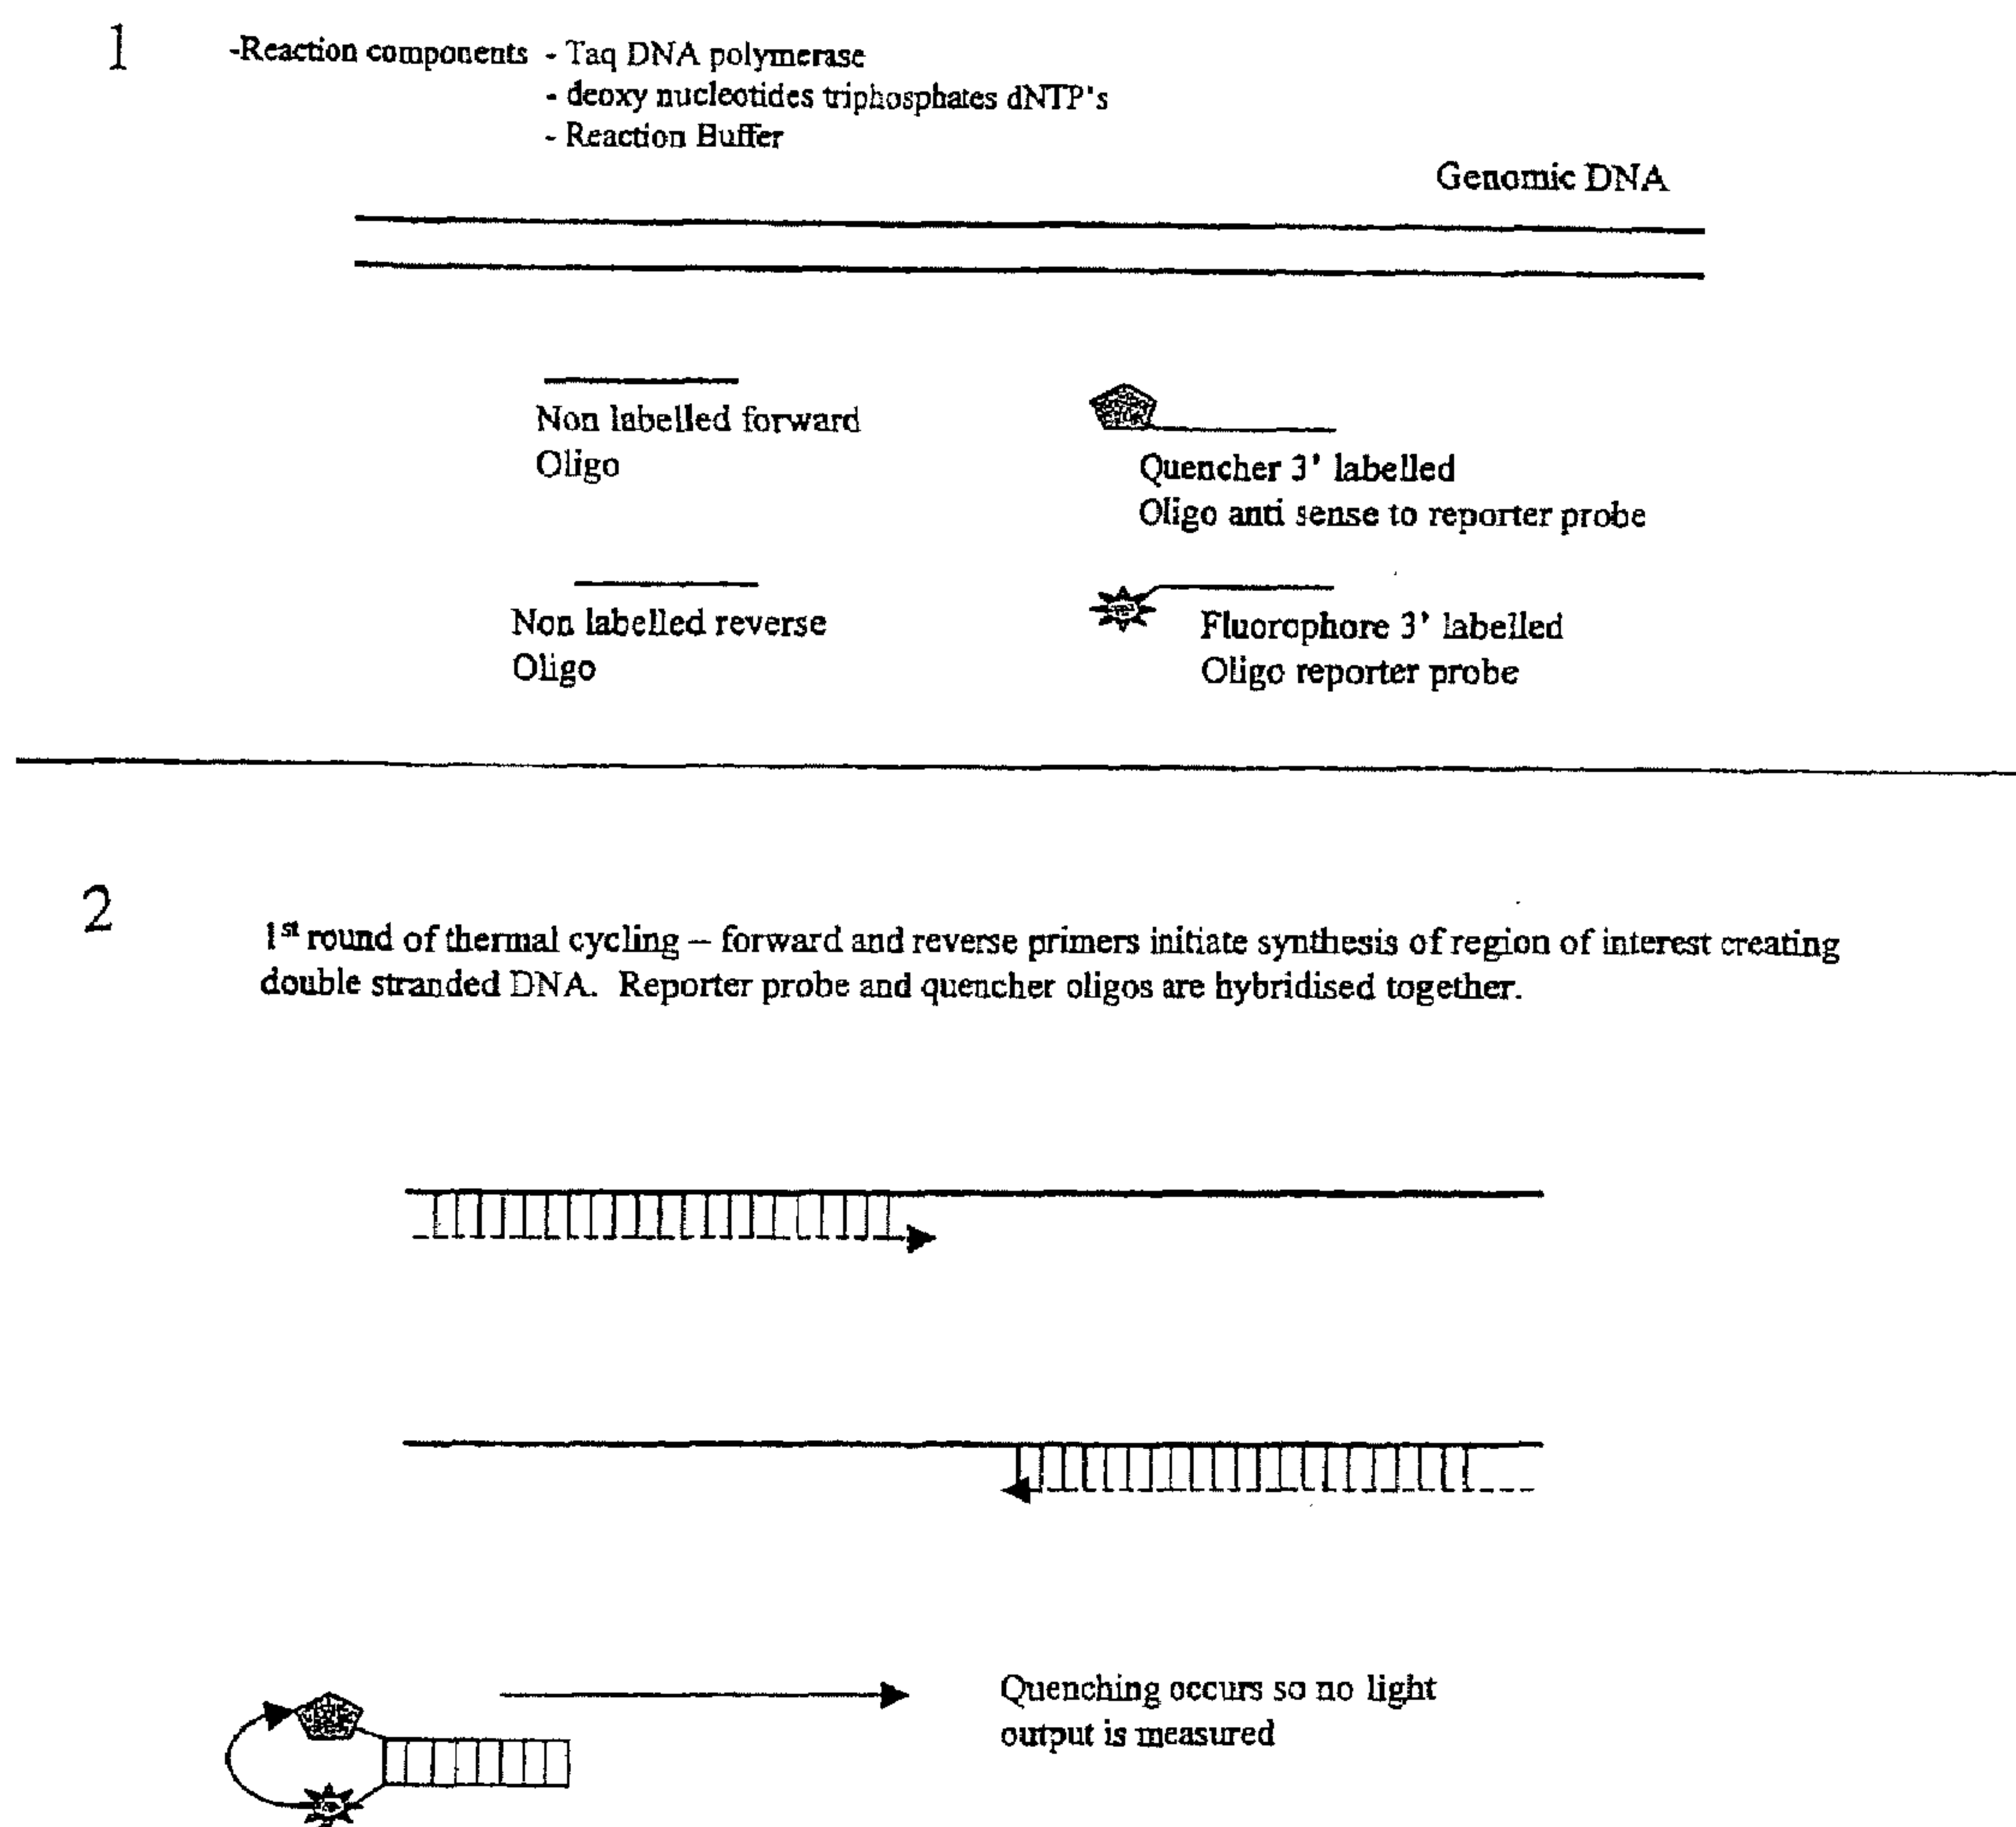 1
-Reaction components - Taq DNA polymerase
- deoxy nucleotides triphosphates dNTP's
- Reaction Buffer
Genomic DNA
Non labelled forward
Oligo
Quencher 3' labelled
Oligo anti sense to reporter probe
Non labelled reverse
Oligo
Fluorophore 3' labelled
Oligo reporter probe
2
1st round of thermal cycling – forward and reverse primers initiate synthesis of region of interest creating
double stranded DNA. Reporter probe and quencher oligos are hybridised together.
Quenching occurs so no light
output is measured